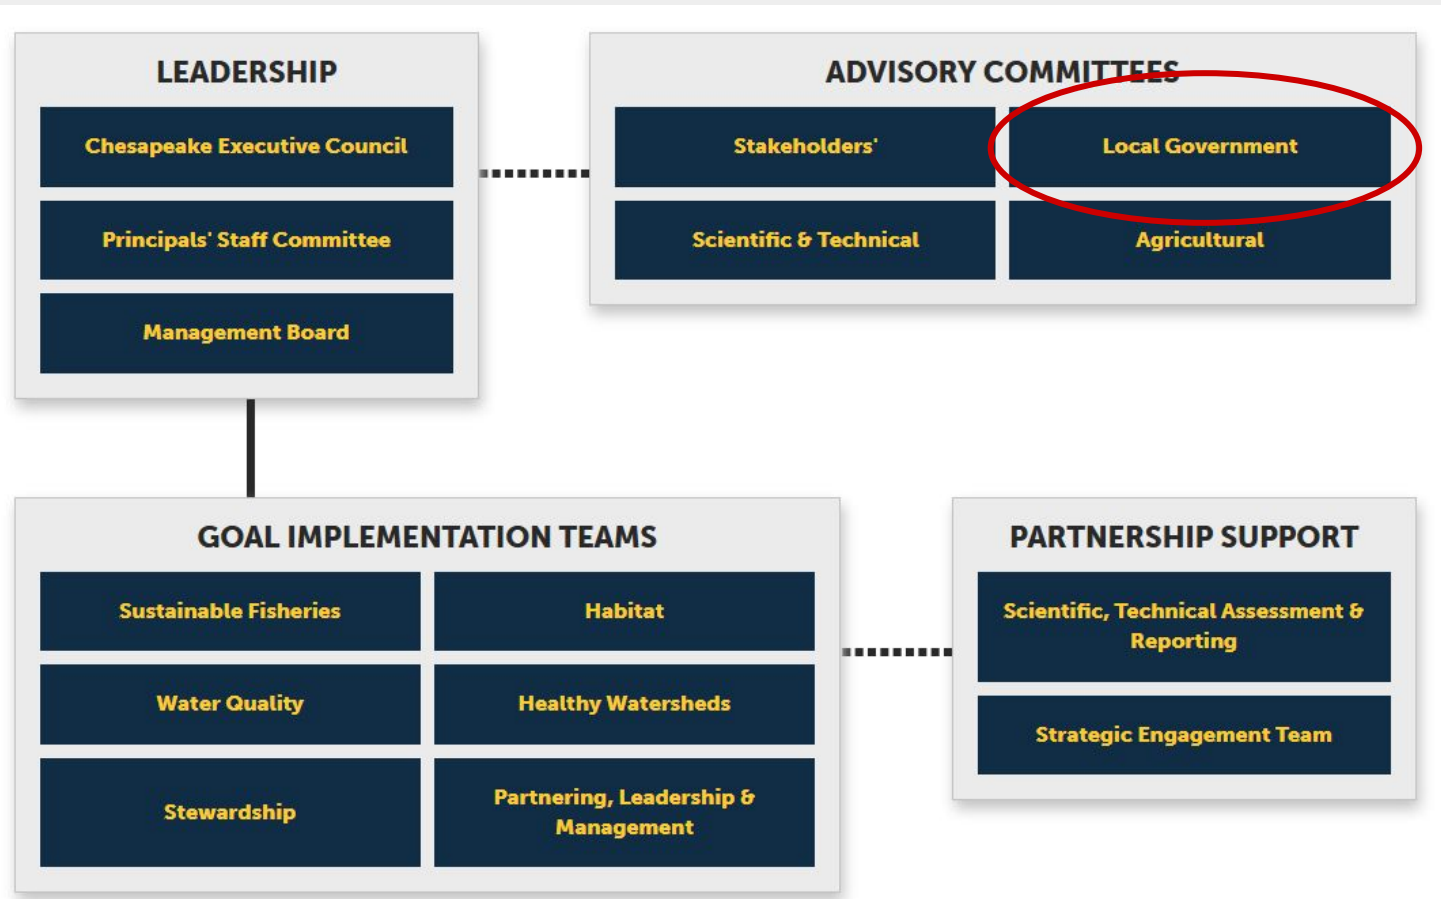 LEADERSHIP
Chesapeake Executive Council
Principals' Staff Committee
Management Board
ADVISORY COMMITTEES
Stakeholders'
Local Government
Scientific & Technical
Agricultural
GOAL IMPLEMENTATION TEAMS
Sustainable Fisheries
Habitat
Water Quality
Healthy Watersheds
Stewardship
Partnering, Leadership &
Management
PARTNERSHIP SUPPORT
Scientific, Technical Assessment &
Reporting
Strategic Engagement Team